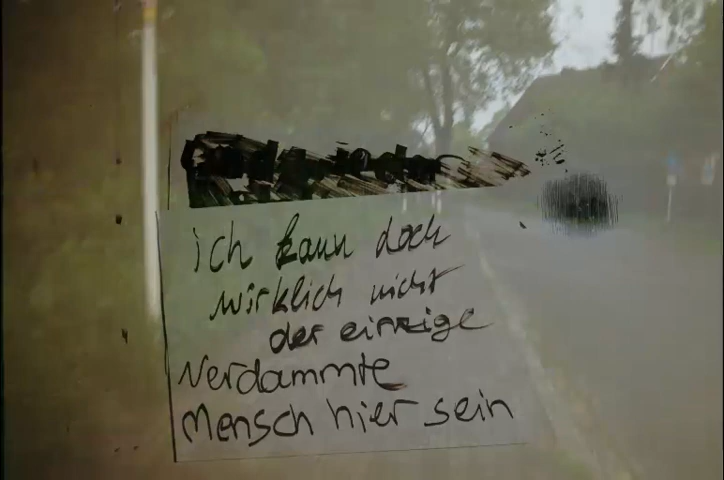 ich kann doch
wirklich nicht
der einzige
Verdammte
Mensch hier sein